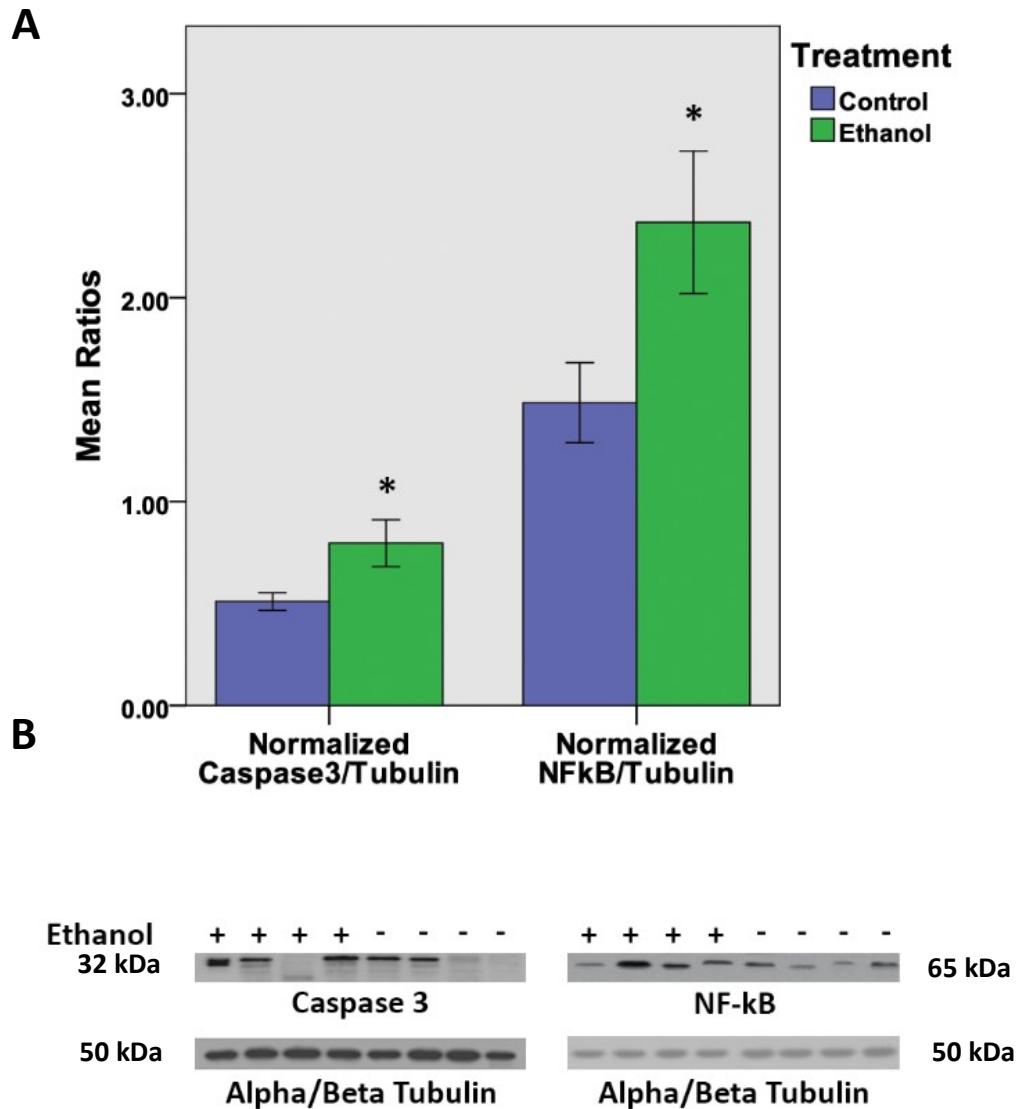 A
Treatment
Control
Ethanol
*
*
3.00
2.00
1.00
0.00
Mean Ratios
Normalized
Caspase3/Tubulin
Normalized
NFkB/Tubulin
B
Ethanol + + + + - - - - + + + + - - - -
32 kDa 65 kDa
Caspase 3 NF-kB
50 kDa 50 kDa
Alpha/Beta Tubulin Alpha/Beta Tubulin